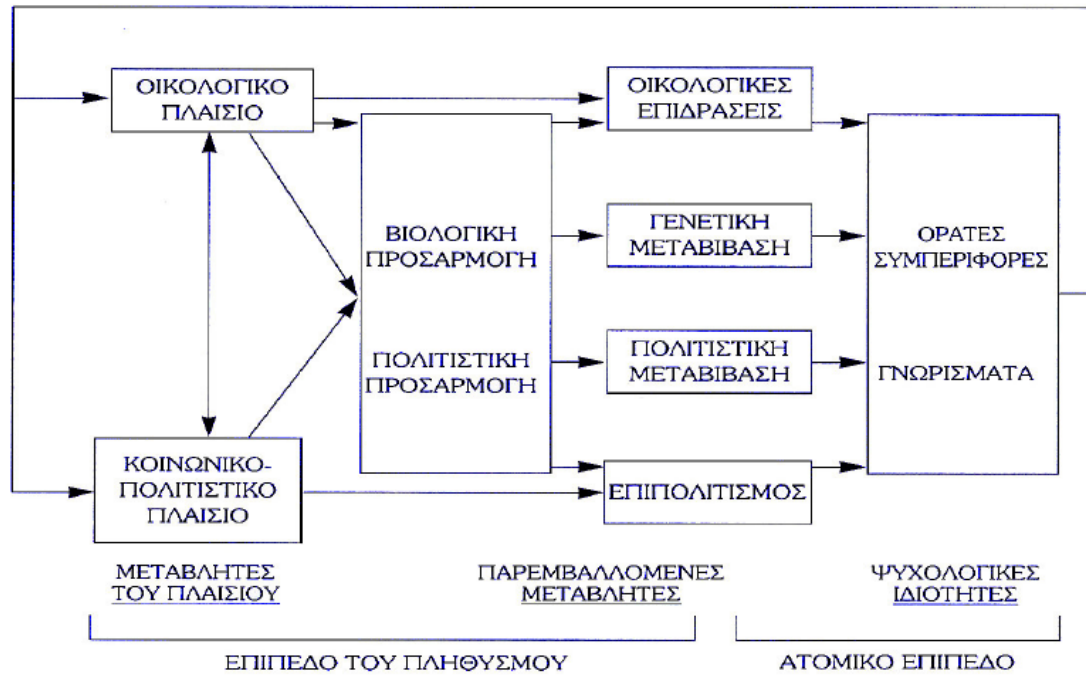 ΟΙΚΟΛΟΓΙΚΟ
ΠΛΑΙΣΙΟ
ΟΙΚΟΛΟΓΙΚΕΣ
ΕΠΙΔΡΑΣΕΙΣ
ΒΙΟΛΟΓΙΚΗ
ΠΡΟΣΑΡΜΟΓΗ
ΓΕΝΕΤΙΚΗ
ΜΕΤΑΒΙΒΑΣΗ
ΟΡΑΤΕΣ
ΣΥΜΠΕΡΙΦΟΡΕΣ
ΠΟΛΙΤΙΣΤΙΚΗ
ΠΡΟΣΑΡΜΟΓΗ
ΠΟΛΙΤΙΣΤΙΚΗ
ΜΕΤΑΒΙΒΑΣΗ
ΓΝΩΡΙΣΜΑΤΑ
ΚΟΙΝΩΝΙΚΟ-
ΠΟΛΙΤΙΣΤΙΚΟ
ΠΛΑΙΣΙΟ
ΕΠΙΠΟΛΙΤΙΣΜΟΣ
ΜΕΤΑΒΛΗΤΕΣ
ΤΟΥ ΠΛΑΙΣΙΟΥ
ΠΑΡΕΜΒΑΛΛΟΜΕΝΕΣ
ΜΕΤΑΒΛΗΤΕΣ
ΨΥΧΟΛΟΓΙΚΕΣ
ΙΔΙΟΤΗΤΕΣ
ΕΠΙΠΕΔΟ ΤΟΥ ΠΛΗΘΥΣΜΟΥ
ΑΤΟΜΙΚΟ ΕΠΙΠΕΔΟ